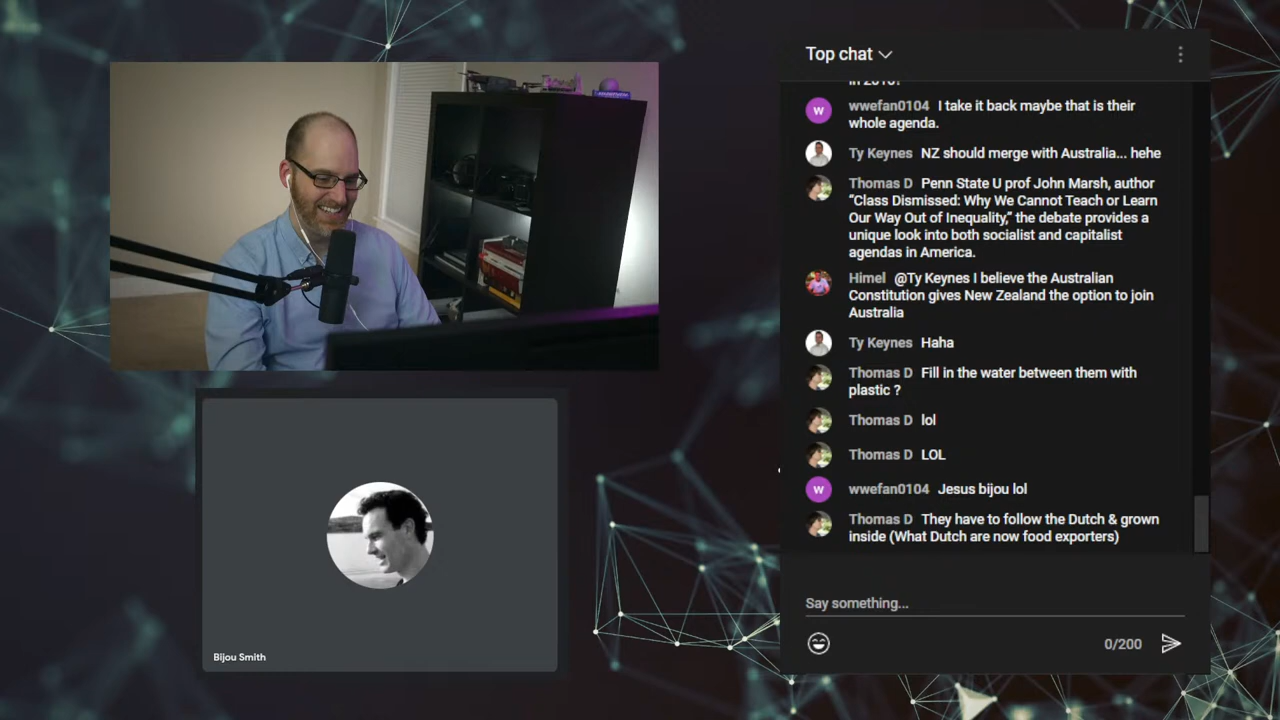 Top chat
in 2016?
wwefan0104 I take it back maybe that is their
whole agenda.
Ty Keynes NZ should merge with Australia... hehe
Thomas D Penn State U prof John Marsh, author
“Class Dismissed: Why We Cannot Teach or Learn
Our Way Out of Inequality,” the debate provides a
unique look into both socialist and capitalist
agendas in America.
Himel @Ty Keynes I believe the Australian
Constitution gives New Zealand the option to join
Australia
Ty Keynes Haha
Thomas D Fill in the water between them with
plastic ?
Thomas D lol
Thomas D LOL
w wwefan0104 Jesus bijou lol
Thomas D They have to follow the Dutch & grown
inside (What Dutch are now food exporters)
Say something...
0/200
Bijou Smith